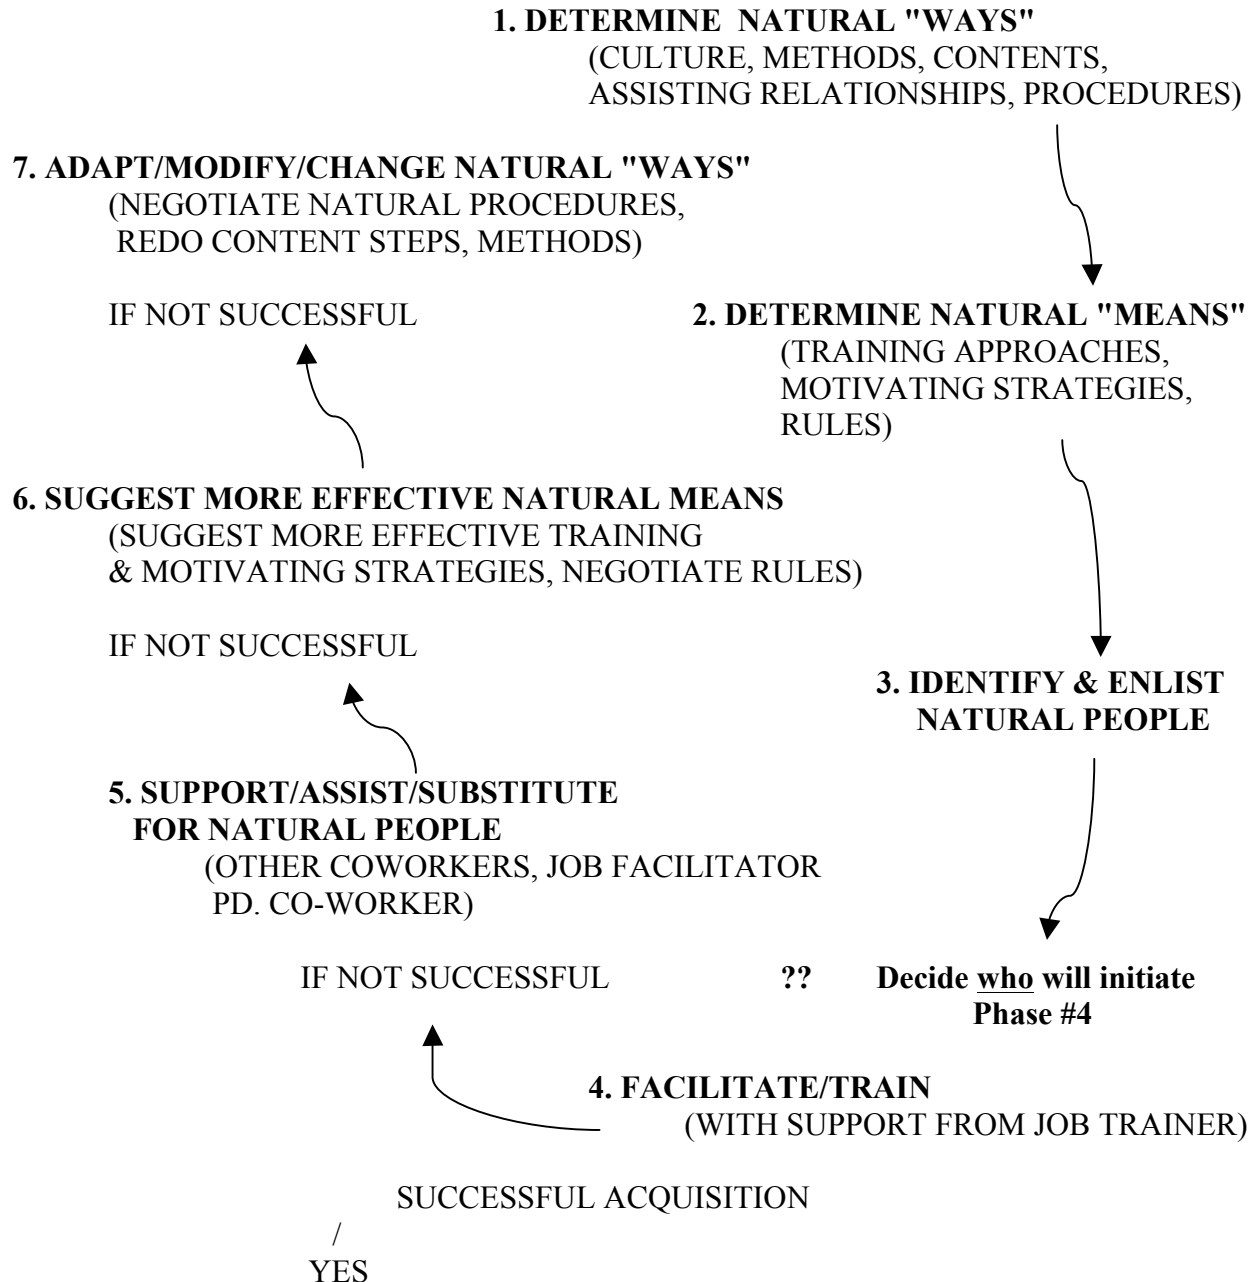 1. DETERMINE NATURAL "WAYS"
(CULTURE, METHODS, CONTENTS,
ASSISTING RELATIONSHIPS, PROCEDURES)
7. ADAPT/MODIFY/CHANGE NATURAL "WAYS"
(NEGOTIATE NATURAL PROCEDURES,
REDO CONTENT STEPS, METHODS)
IF NOT SUCCESSFUL
2. DETERMINE NATURAL "MEANS"
(TRAINING APPROACHES,
MOTIVATING STRATEGIES,
RULES)
6. SUGGEST MORE EFFECTIVE NATURAL MEANS
(SUGGEST MORE EFFECTIVE TRAINING
& MOTIVATING STRATEGIES, NEGOTIATE RULES)
IF NOT SUCCESSFUL
3. IDENTIFY & ENLIST
NATURAL PEOPLE
5. SUPPORT/ASSIST/SUBSTITUTE
FOR NATURAL PEOPLE
(OTHER COWORKERS, JOB FACILITATOR
PD. CO-WORKER)
IF NOT SUCCESSFUL
?? Decide who will initiate
Phase #4
4. FACILITATE/TRAIN
(WITH SUPPORT FROM JOB TRAINER)
SUCCESSFUL ACQUISITION
/
YES